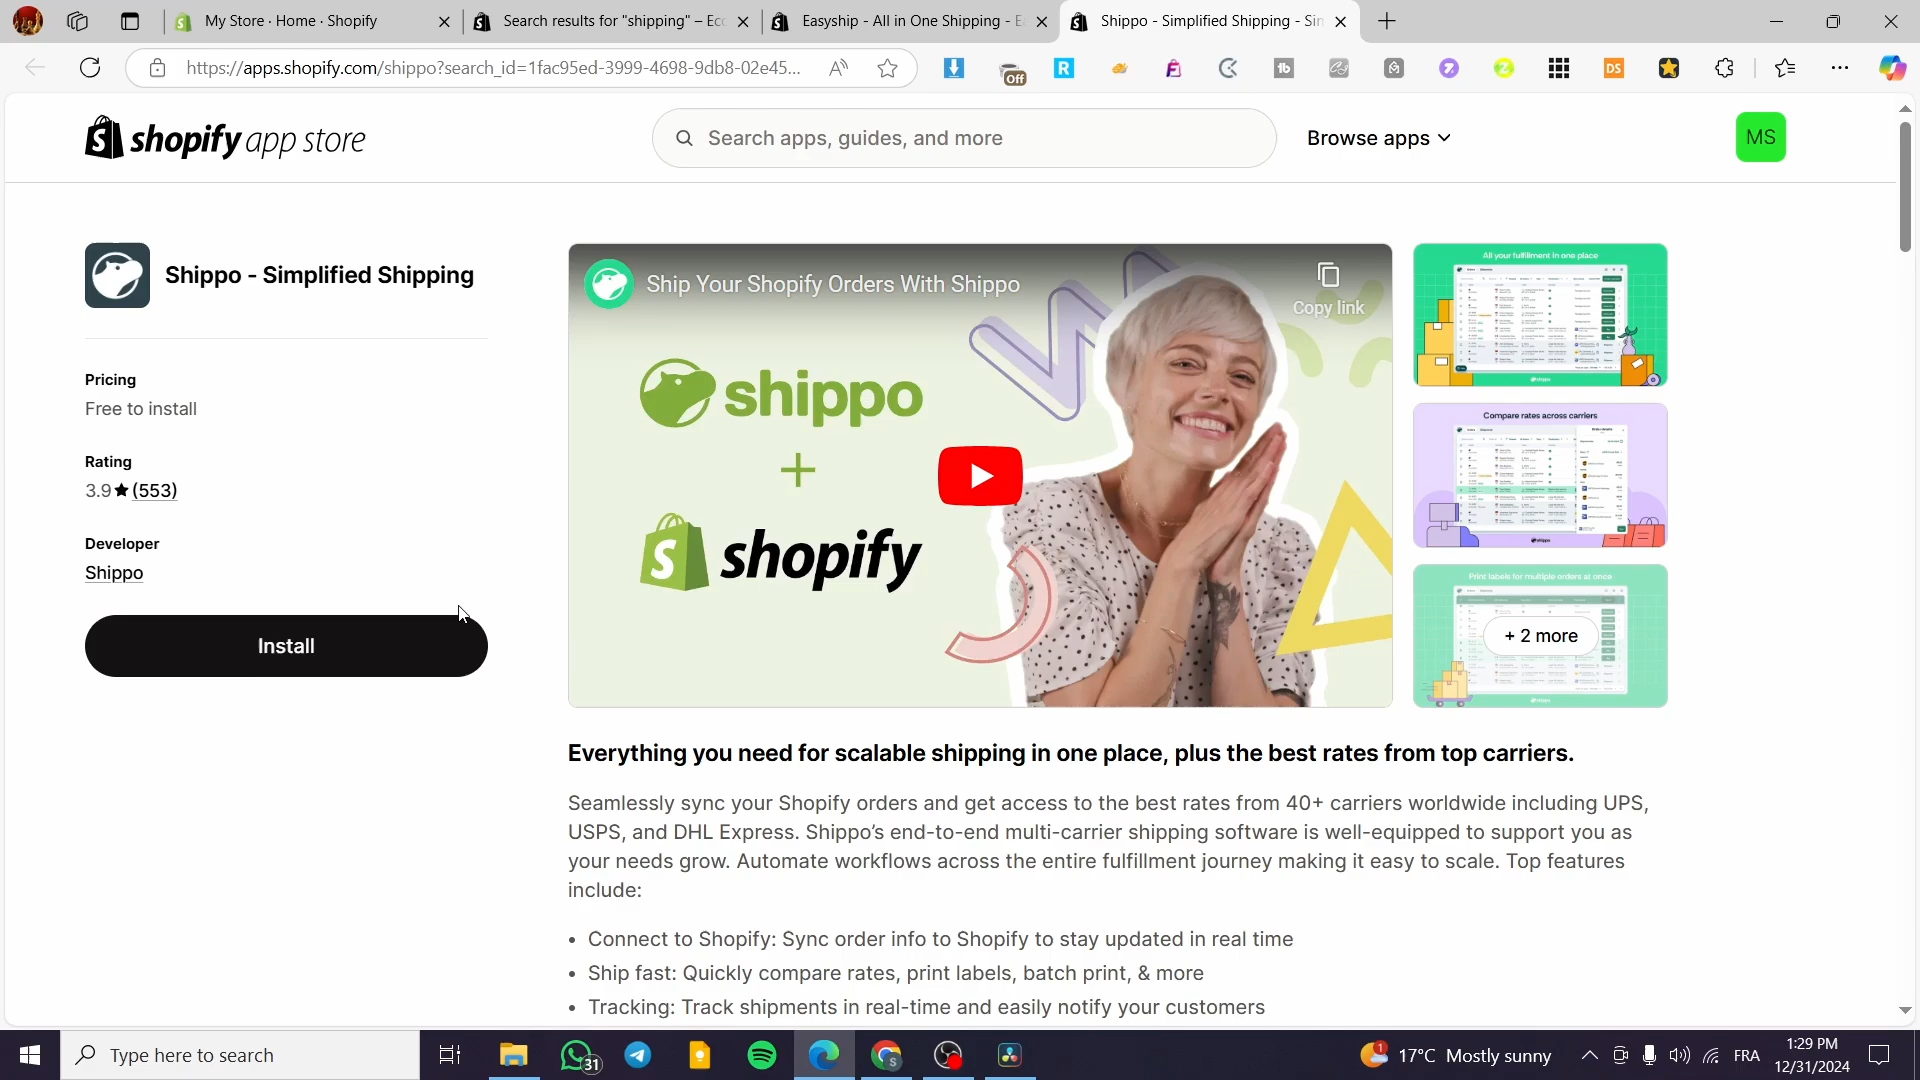 My Store · Home · Shopify
Search results for "shipping" – Ecc
Easyship - All in One Shipping - Ea
Shippo - Simplified Shipping - Sim
https://apps.shopify.com/shippo?search_id=1fac95ed-3999-4698-9db8-02e45...
Off
DS
shopify app store
Search apps, guides, and more
Browse apps
MS
Shippo - Simplified Shipping
Pricing
Free to install
Rating
3.9★(553)
Developer
Shippo
Install
Ship Your Shopify Orders With Shippo
Copy link
shippo
+
shopify
All your fulfillment in one place
Compare rates across carriers
Print labels for multiple orders at once
+ 2 more
Everything you need for scalable shipping in one place, plus the best rates from top carriers.
Seamlessly sync your Shopify orders and get access to the best rates from 40+ carriers worldwide including UPS,
USPS, and DHL Express. Shippo’s end-to-end multi-carrier shipping software is well-equipped to support you as
your needs grow. Automate workflows across the entire fulfillment journey making it easy to scale. Top features
include:
• Connect to Shopify: Sync order info to Shopify to stay updated in real time
• Ship fast: Quickly compare rates, print labels, batch print, & more
• Tracking: Track shipments in real-time and easily notify your customers
Type here to search
31
1
17°C Mostly sunny
FRA
1:29 PM
12/31/2024